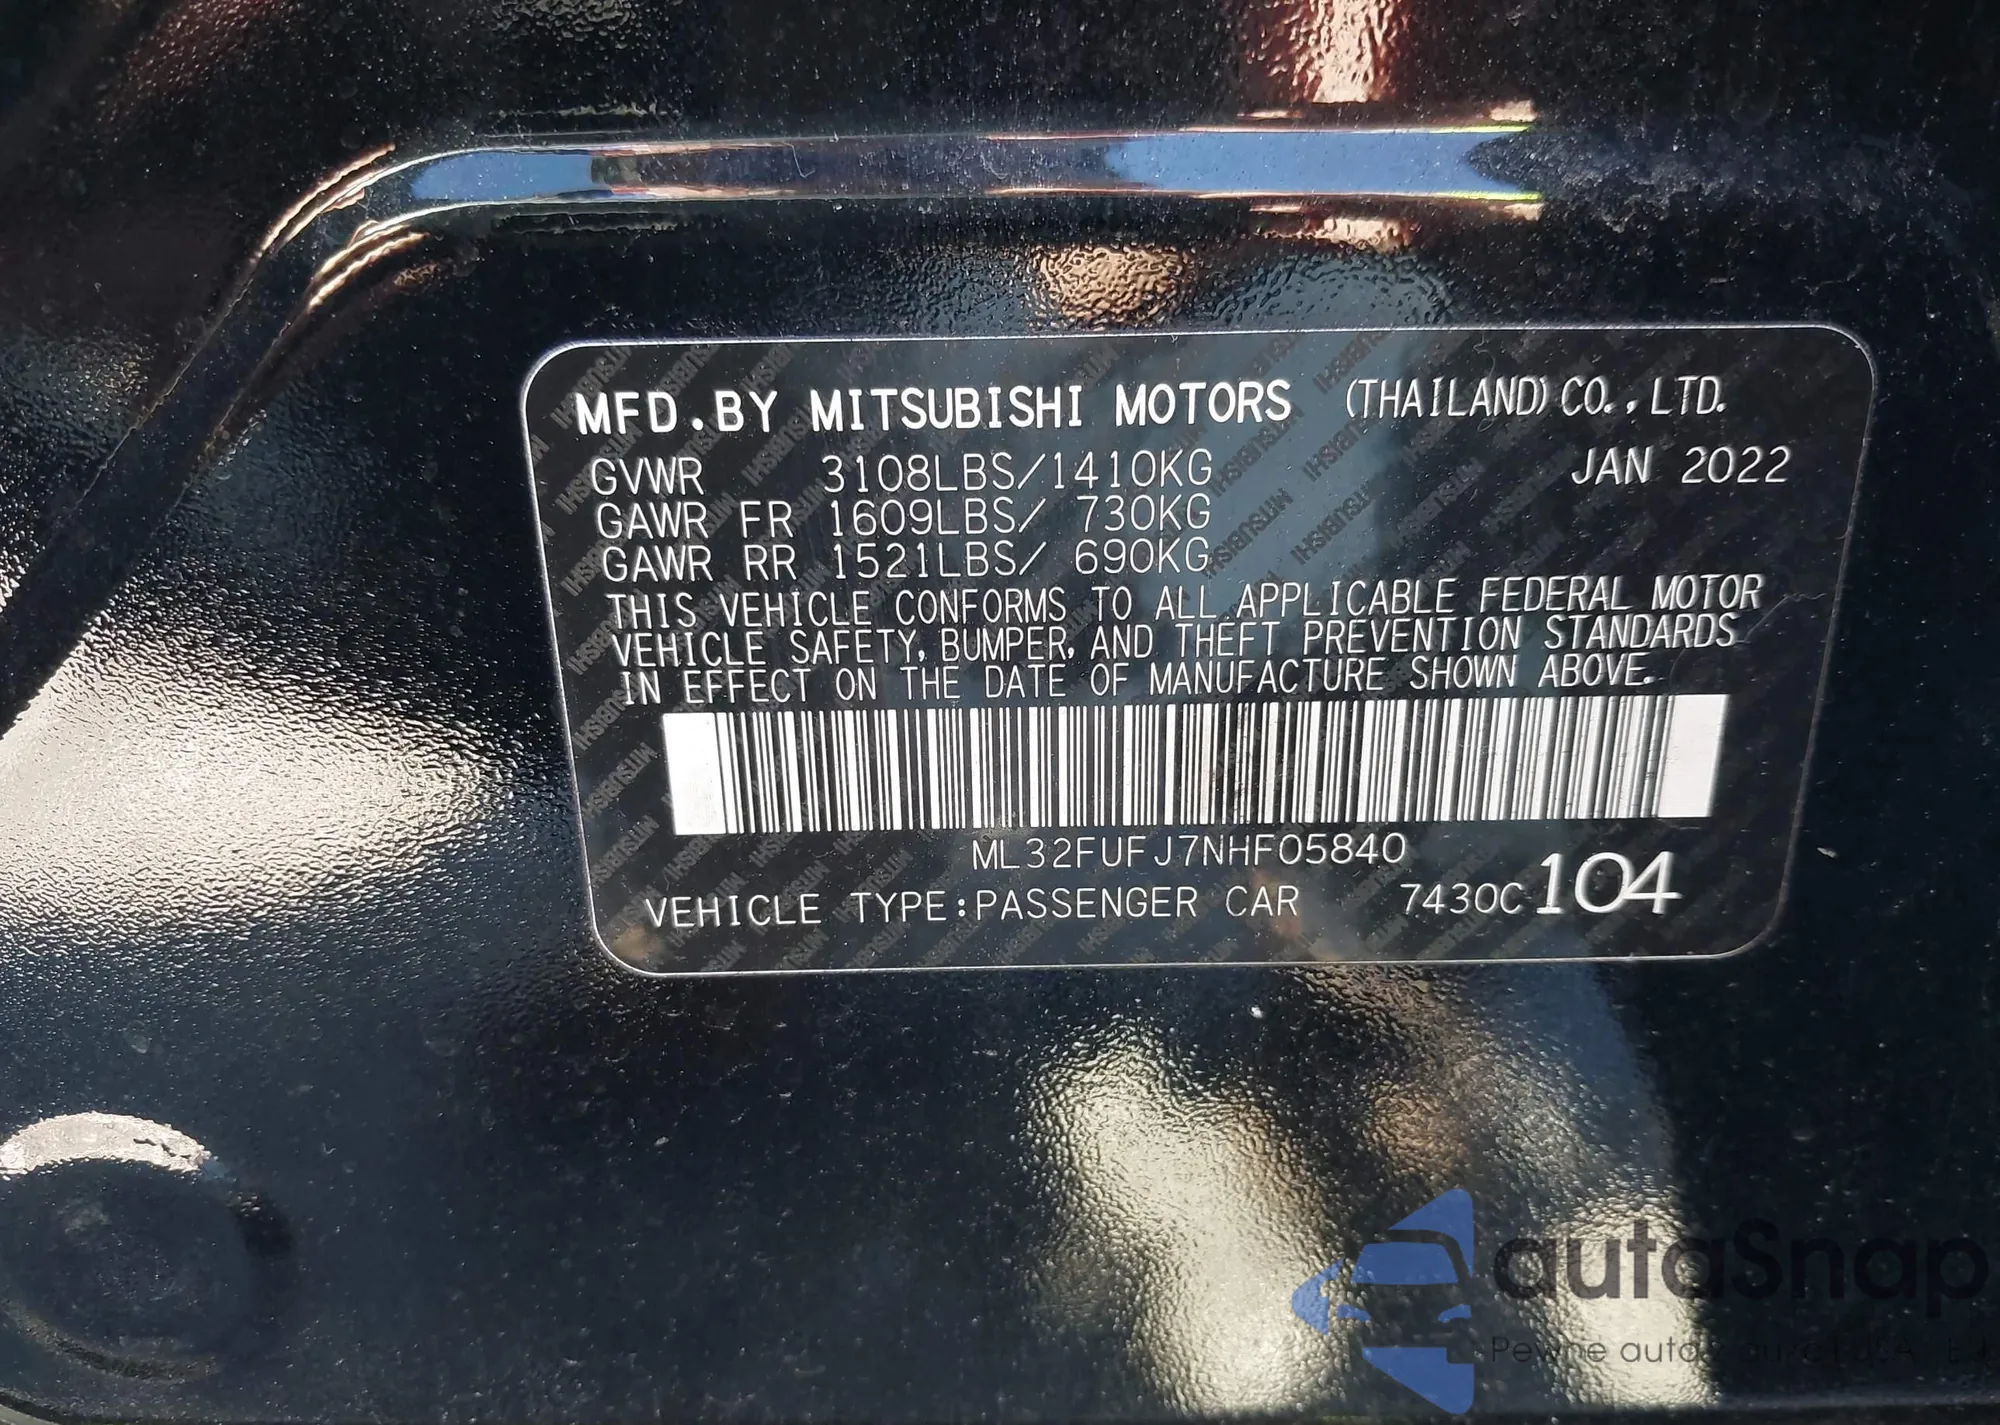 MFD.BY MITSUBISHI MOTORS (THAILAND) CO., LTD.
GVWR 3108LBS/1410KG JAN 2022
GAWR FR 1609LBS/ 730KG
GAWR RR 1521LBS/ 690KG
THIS VEHICLE CONFORMS TO ALL APPLICABLE FEDERAL MOTOR
VEHICLE SAFETY, BUMPER, AND THEFT PREVENTION STANDARDS
IN EFFECT ON THE DATE OF MANUFACTURE SHOWN ABOVE.
ML32FUFJ7NHF05840
VEHICLE TYPE:PASSENGER CAR 7430C 104
autaSnap
Pewne auta z